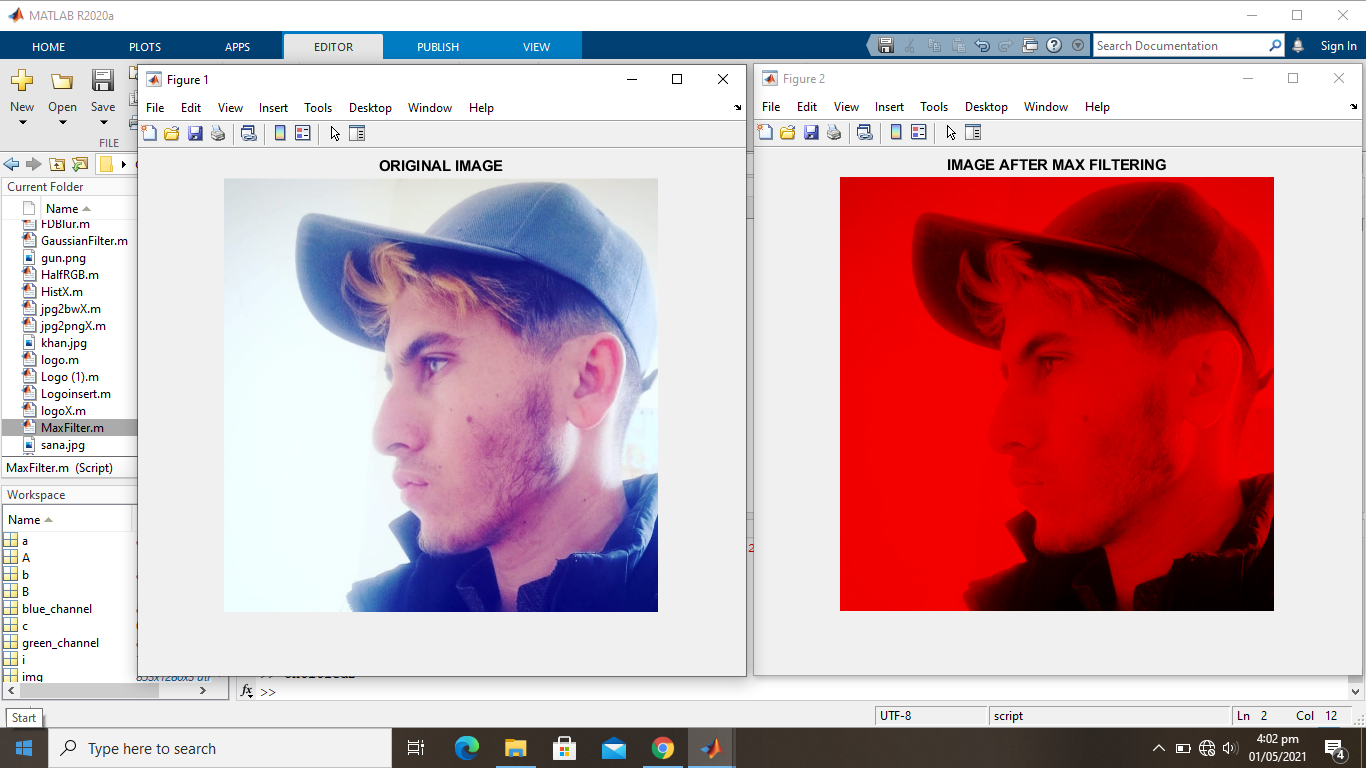 MATLAB R2020a
HOME PLOTS APPS EDITOR PUBLISH VIEW Search Documentation Sign In
New Open Save
FILE
Figure 1
File Edit View Insert Tools Desktop Window Help
ORIGINAL IMAGE
Figure 2
File Edit View Insert Tools Desktop Window Help
IMAGE AFTER MAX FILTERING
Current Folder
Name
FDBlur.m
GaussianFilter.m
gun.png
HalfRGB.m
HistX.m
jpg2bwX.m
jpg2pngX.m
khan.jpg
logo.m
Logo (1).m
Logoinsert.m
logoX.m
MaxFilter.m
sana.jpg
MaxFilter.m (Script)
Workspace
Name
a
A
b
B
blue_channel
c
green_channel
i
img
fx >>
UTF-8 script Ln 2 Col 12
Start
Type here to search
4:02 pm
01/05/2021
4